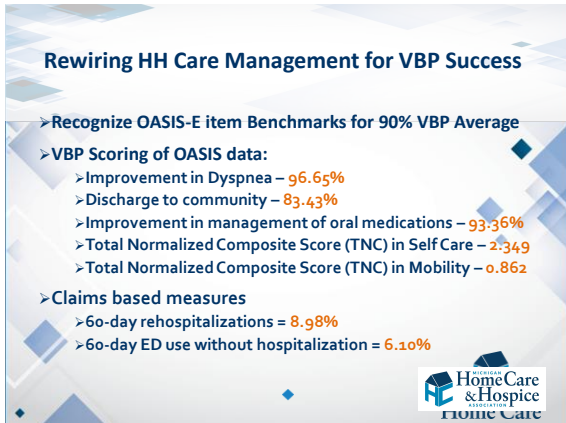 Rewiring HH Care Management for VBP Success
➢Recognize OASIS-E item Benchmarks for 90% VBP Average
➢VBP Scoring of OASIS data:
➢Improvement in Dyspnea – 96.65%
➢Discharge to community – 83.43%
➢Improvement in management of oral medications – 93.36%
➢Total Normalized Composite Score (TNC) in Self Care – 2.349
➢Total Normalized Composite Score (TNC) in Mobility – 0.862
➢Claims based measures
➢60-day rehospitalizations = 8.98%
➢60-day ED use without hospitalization = 6.10%
MICHIGAN
HomeCare
&Hospice
ASSOCIATION
Home Care